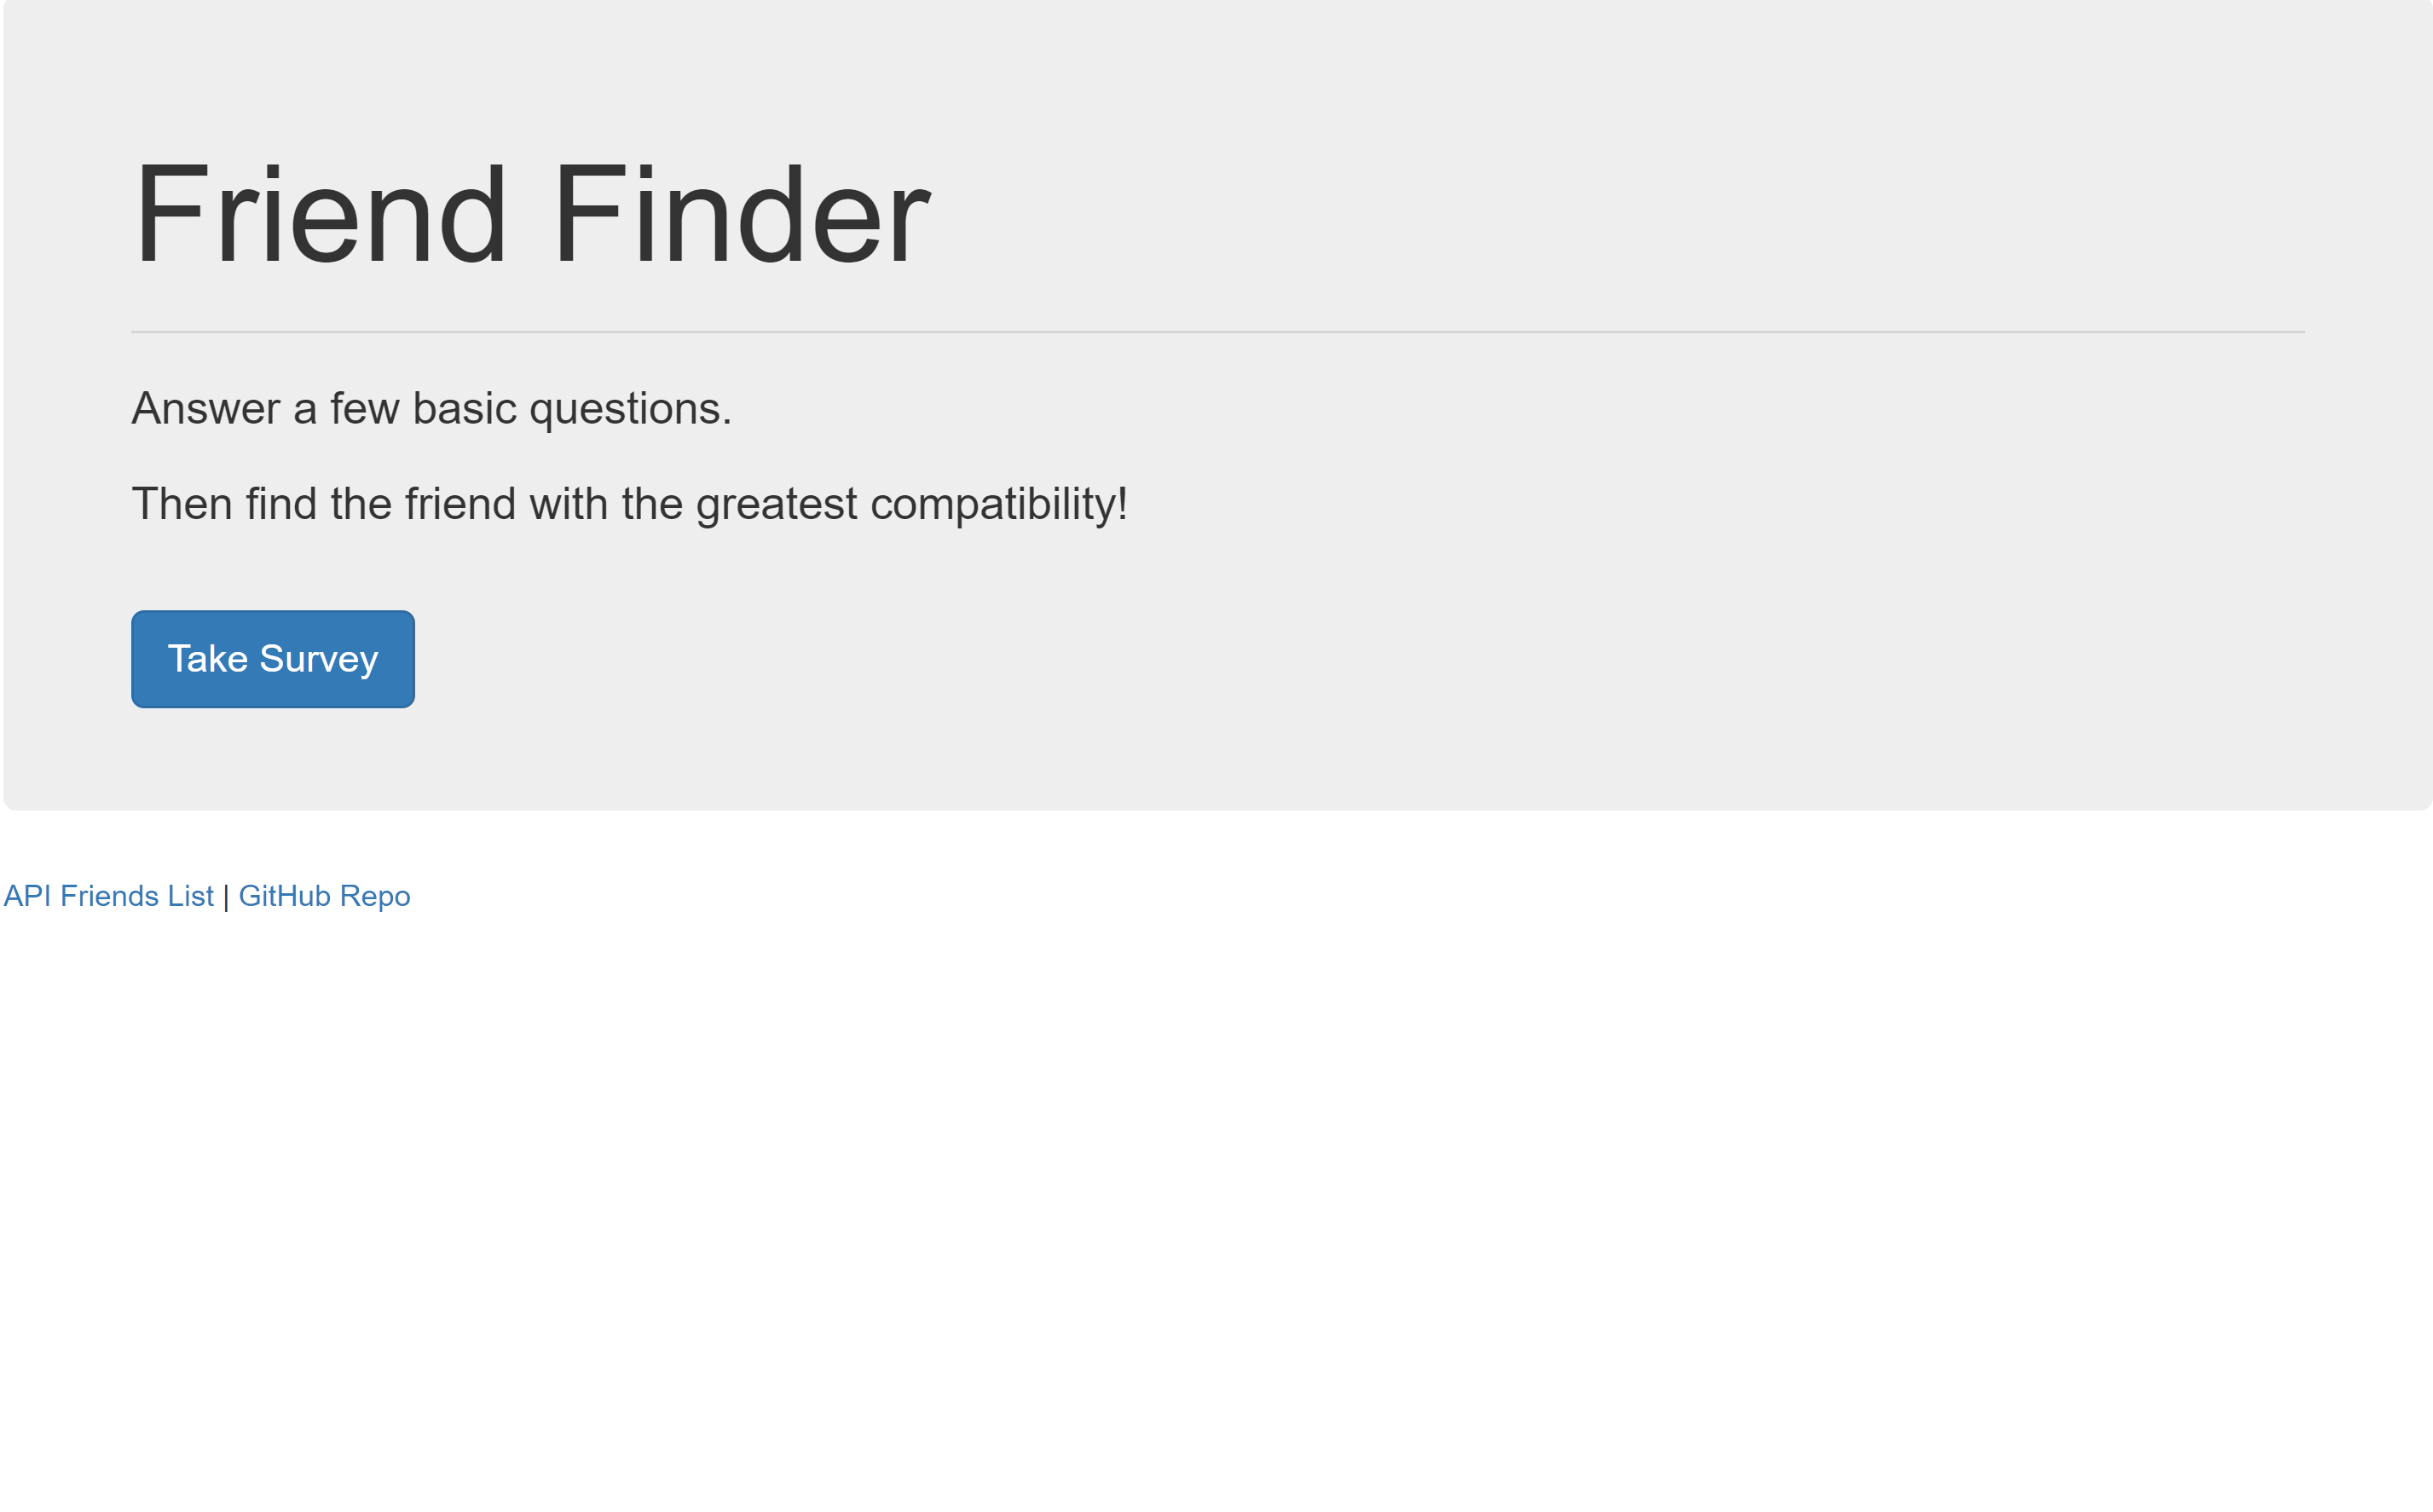 Friend Finder
Answer a few basic questions.
Then find the friend with the greatest compatibility!
Take Survey
API Friends List | GitHub Repo